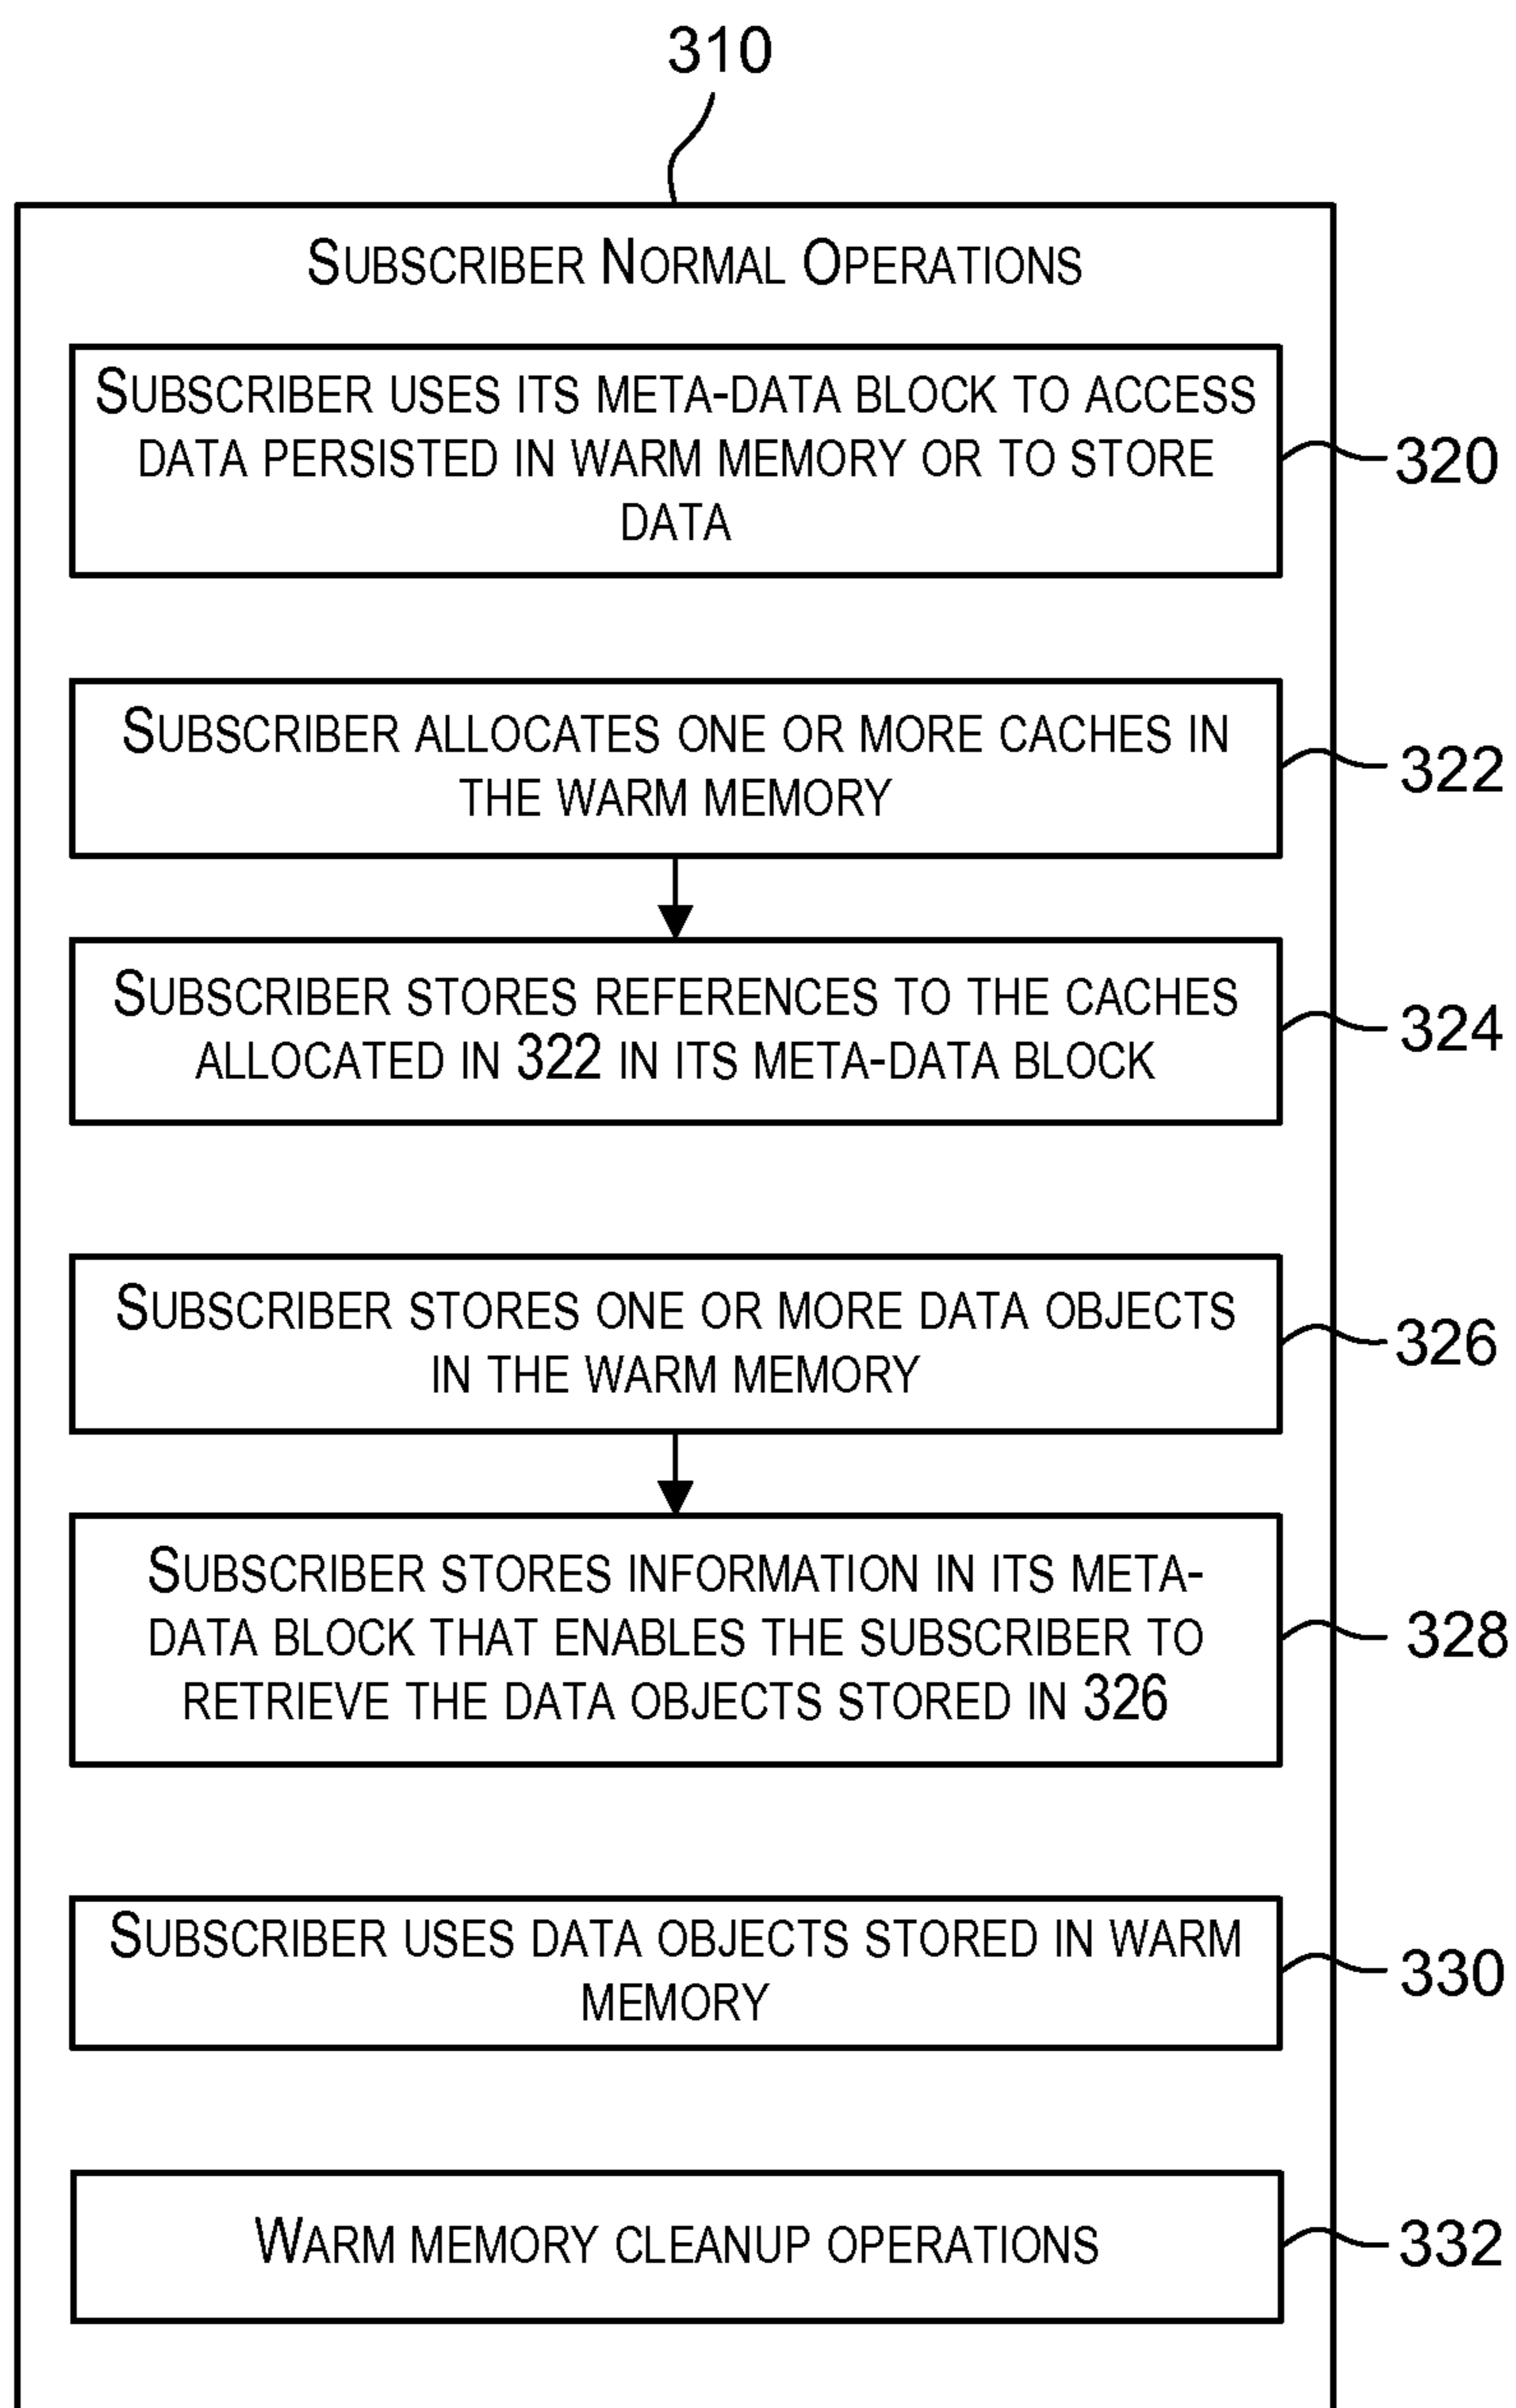 310
SUBSCRIBER NORMAL OPERATIONS
SUBSCRIBER USES ITS META-DATA BLOCK TO ACCESS
DATA PERSISTED IN WARM MEMORY OR TO STORE
DATA
320
SUBSCRIBER ALLOCATES ONE OR MORE CACHES IN
THE WARM MEMORY
322
SUBSCRIBER STORES REFERENCES TO THE CACHES
ALLOCATED IN 322 IN ITS META-DATA BLOCK
324
SUBSCRIBER STORES ONE OR MORE DATA OBJECTS
IN THE WARM MEMORY
326
SUBSCRIBER STORES INFORMATION IN ITS META-
DATA BLOCK THAT ENABLES THE SUBSCRIBER TO
RETRIEVE THE DATA OBJECTS STORED IN 326
328
SUBSCRIBER USES DATA OBJECTS STORED IN WARM
MEMORY
330
WARM MEMORY CLEANUP OPERATIONS
332